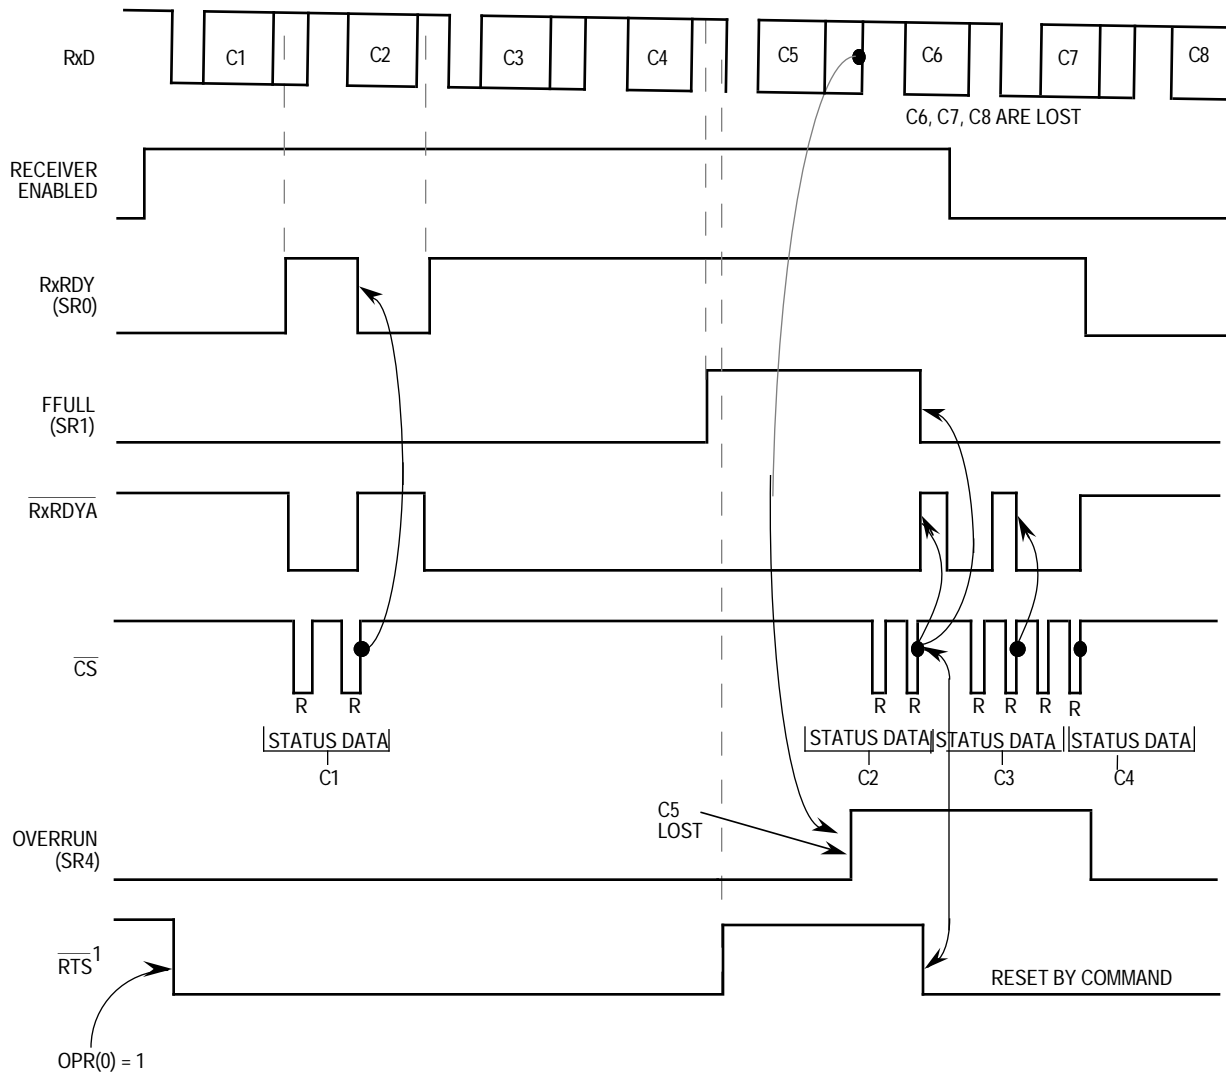 RxD
C1
C2
C3
C4
C5
C6
C7
C8
C6, C7, C8 ARE LOST
RECEIVER
ENABLED
RxRDY
(SR0)
FFULL
(SR1)
RxRDYA
CS
R
R
R
R
R
R
R
R
STATUS DATA
STATUS DATA
STATUS DATA
STATUS DATA
C1
C2
C3
C4
C5
LOST
OVERRUN
(SR4)
RTS1
RESET BY COMMAND
OPR(0) = 1